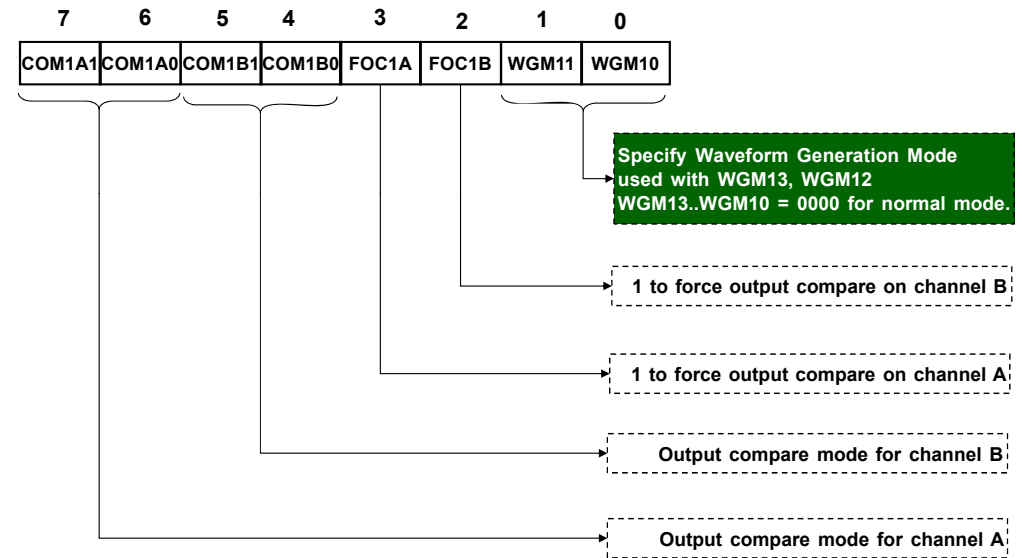 7 6 5 4 3 2 1 0
COM1A1 COM1A0 COM1B1 COM1B0 FOC1A FOC1B WGM11 WGM10
Specify Waveform Generation Mode
used with WGM13, WGM12
WGM13..WGM10 = 0000 for normal mode.
1 to force output compare on channel B
1 to force output compare on channel A
Output compare mode for channel B
Output compare mode for channel A